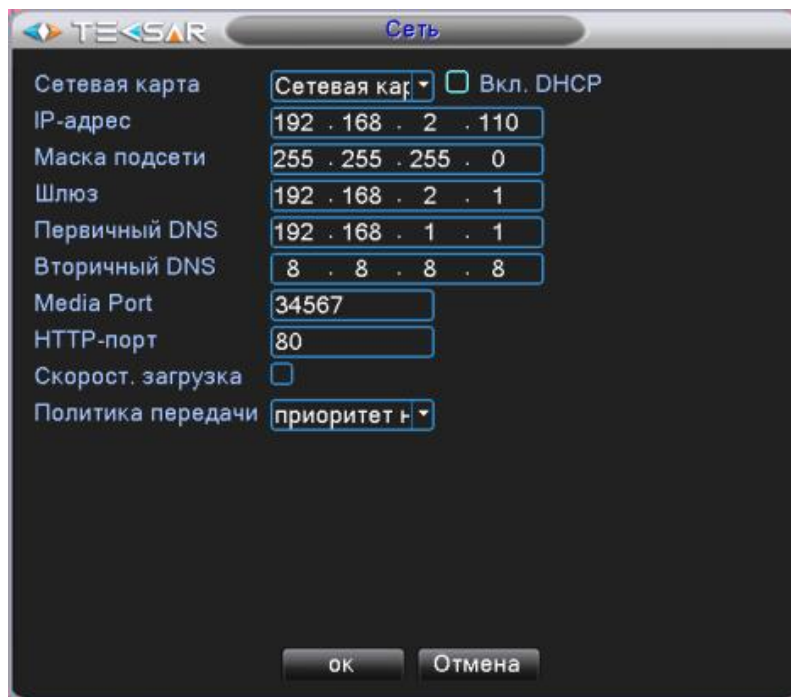 TEKSAR Сеть
Сетевая карта Сетевая кар Вкл. DHCP
IP-адрес 192 . 168 . 2 . 110
Маска подсети 255 . 255 . 255 . 0
Шлюз 192 . 168 . 2 . 1
Первичный DNS 192 . 168 . 1 . 1
Вторичный DNS 8 . 8 . 8 . 8
Media Port 34567
HTTP-порт 80
Скорост. загрузка
Политика передачи приоритет н
ок Отмена